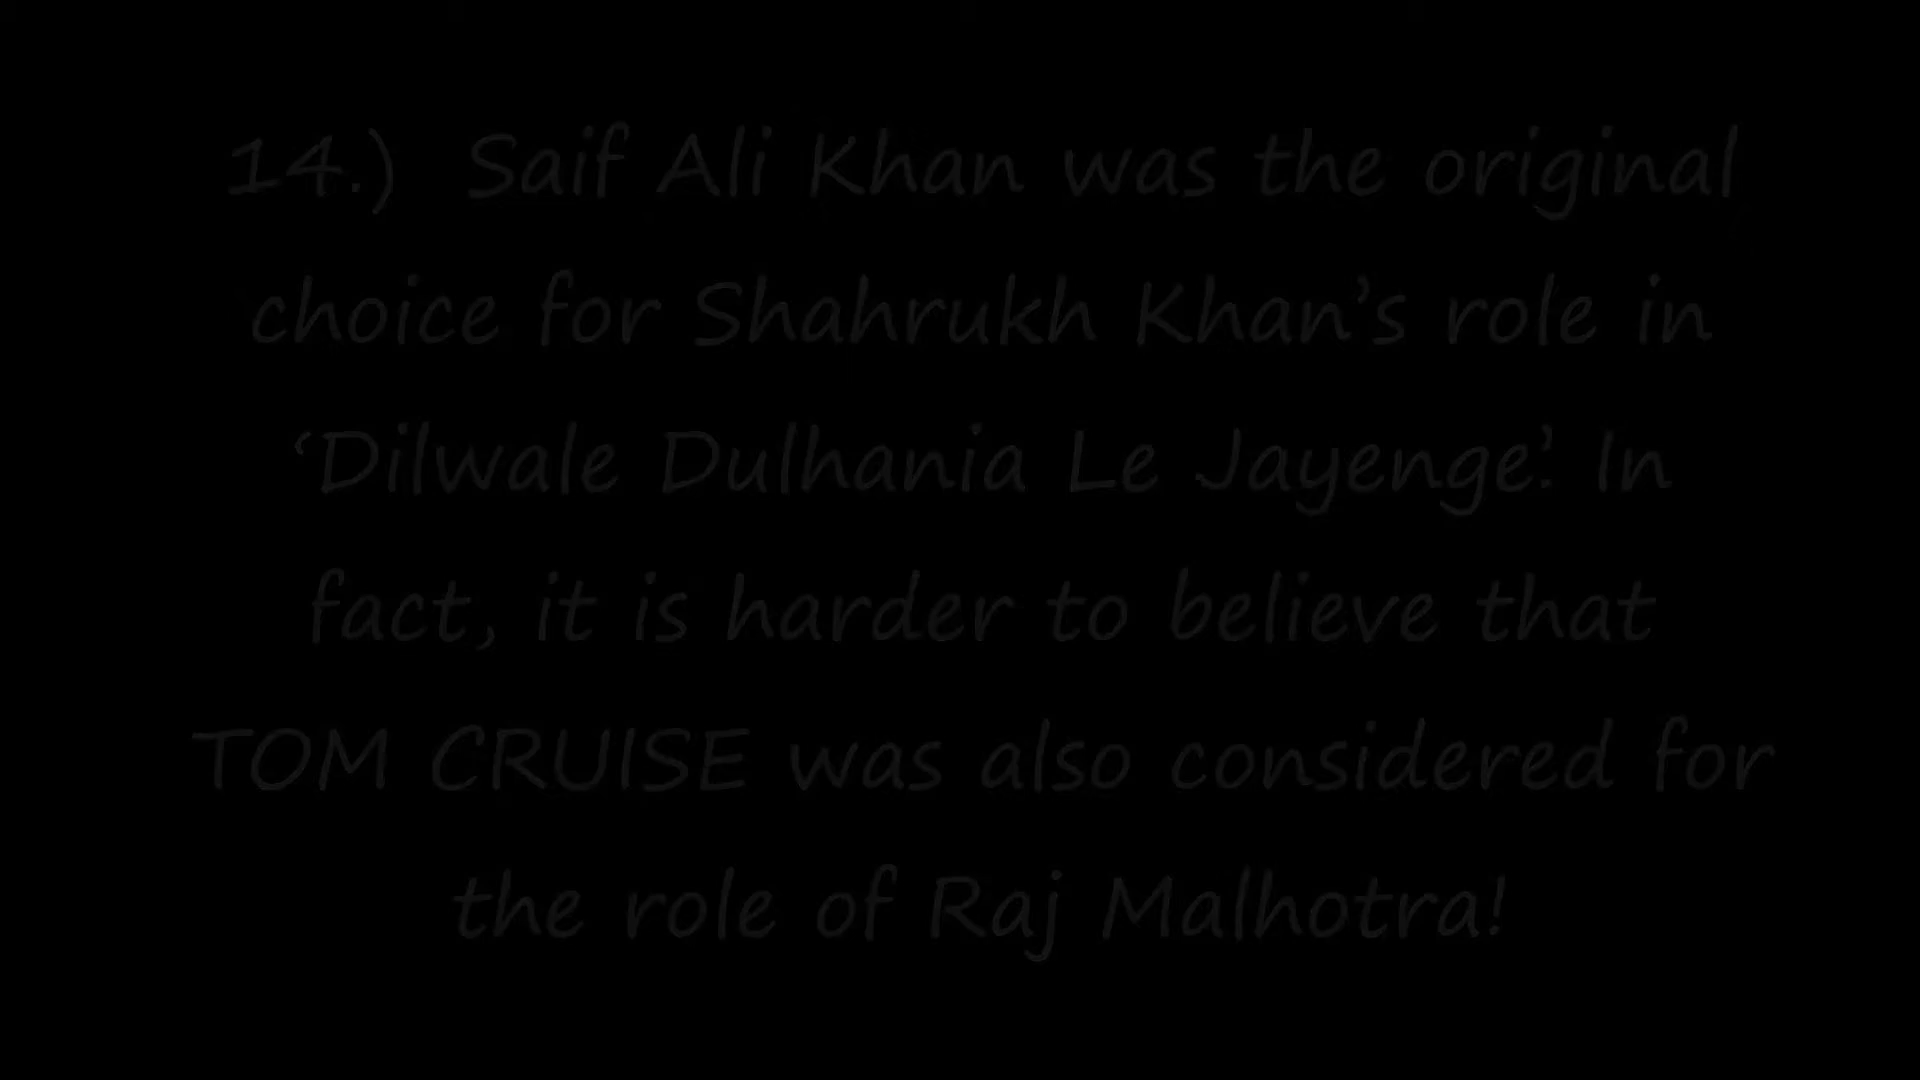 14.) Saif Ali Khan was the original
choice for Shahrukh Khan’s role in
‘Dilwale Dulhania Le Jayenge’. In
fact, it is harder to believe that
TOM CRUISE was also considered for
the role of Raj Malhotra!